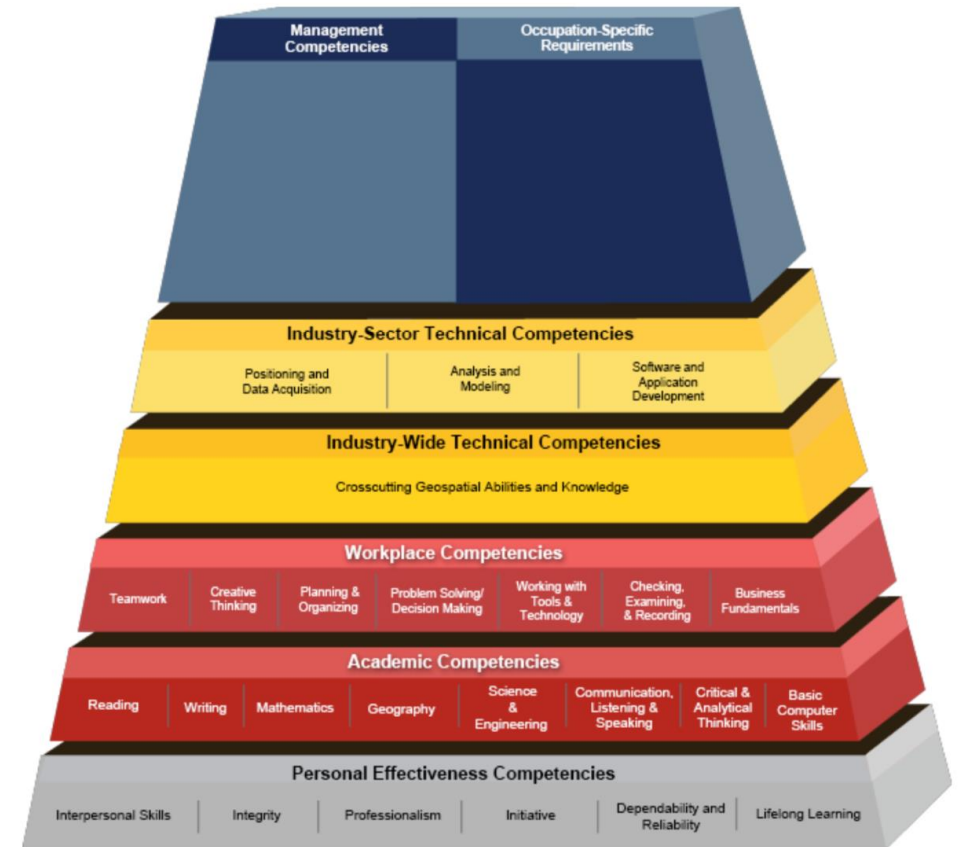 Management
Competencies
Occupation-Specific
Requirements
Industry-Sector Technical Competencies
Positioning and
Data Acquisition
Analysis and
Modeling
Software and
Application
Development
Industry-Wide Technical Competencies
Crosscutting Geospatial Abilities and Knowledge
Workplace Competencies
Teamwork
Creative
Thinking
Planning &
Organizing
Problem Solving/
Decision Making
Working with
Tools &
Technology
Checking,
Examining,
& Recording
Business
Fundamentals
Academic Competencies
Reading
Writing
Mathematics
Geography
Science
&
Engineering
Communication,
Listening &
Speaking
Critical &
Analytical
Thinking
Basic
Computer
Skills
Personal Effectiveness Competencies
Interpersonal Skills
Integrity
Professionalism
Initiative
Dependability and
Reliability
Lifelong Learning